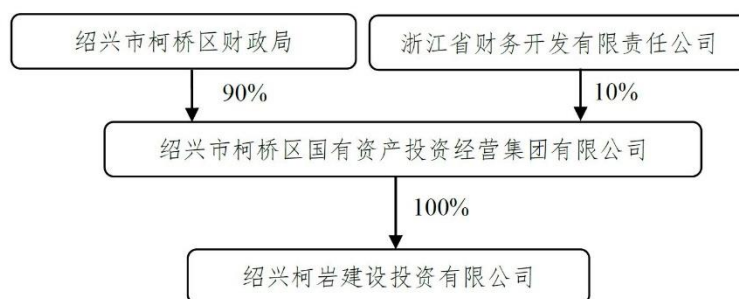 绍兴市柯桥区财政局
浙江省财务开发有限责任公司
90%
10%
绍兴市柯桥区国有资产投资经营集团有限公司
100%
绍兴柯岩建设投资有限公司